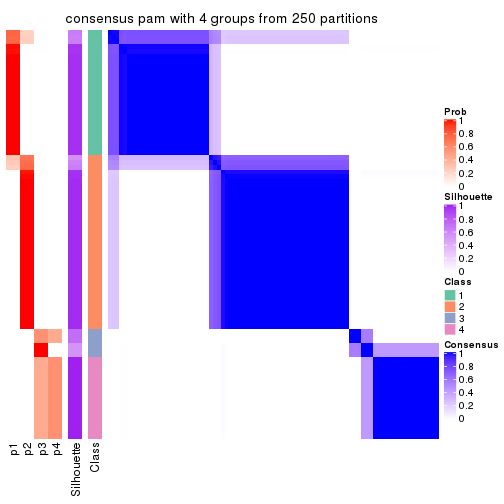 consensus pam with 4 groups from 250 partitions
Prob
1
0.8
0.6
0.4
0.2
0
Silhouette
1
0.8
0.6
0.4
0.2
0
Class
1
2
3
4
Consensus
1
0.8
0.6
0.4
0.2
0
p1
p2
p3
p4
Silhouette
Class